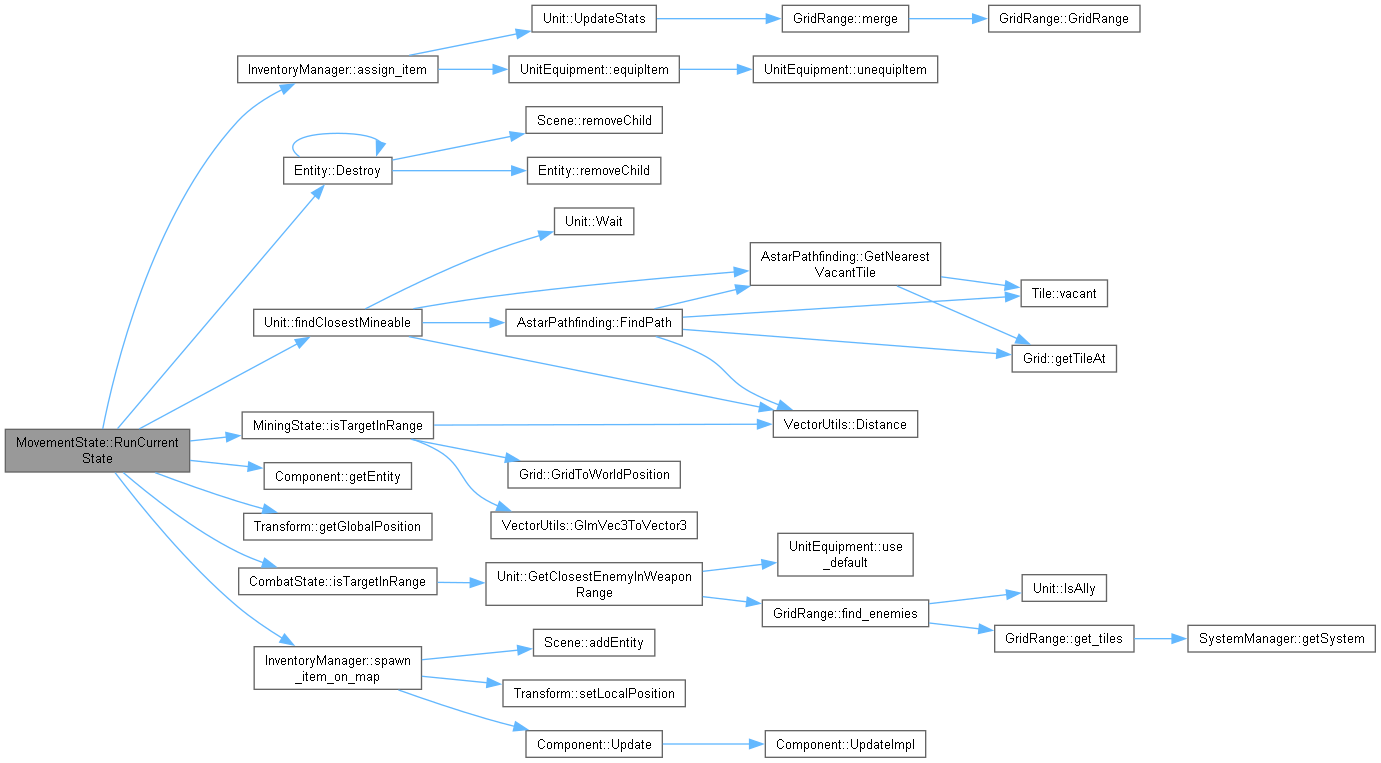 Unit::UpdateStats
GridRange::merge
GridRange::GridRange
InventoryManager::assign_item
UnitEquipment::equipItem
UnitEquipment::unequipItem
Scene::removeChild
Entity::Destroy
Entity::removeChild
Unit::Wait
AstarPathfinding::GetNearest
VacantTile
Tile::vacant
Unit::findClosestMineable
AstarPathfinding::FindPath
Grid::getTileAt
MiningState::isTargetInRange
VectorUtils::Distance
MovementState::RunCurrent
State
Component::getEntity
Grid::GridToWorldPosition
Transform::getGlobalPosition
VectorUtils::GlmVec3ToVector3
UnitEquipment::use
_default
CombatState::isTargetInRange
Unit::GetClosestEnemyInWeapon
Range
Unit::IsAlly
GridRange::find_enemies
GridRange::get_tiles
SystemManager::getSystem
Scene::addEntity
InventoryManager::spawn
_item_on_map
Transform::setLocalPosition
Component::Update
Component::UpdateImpl